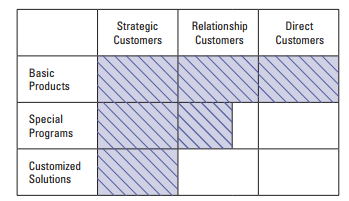 Strategic
Customers
Relationship
Customers
Direct
Customers
Basic
Products
Special
Programs
Customized
Solutions